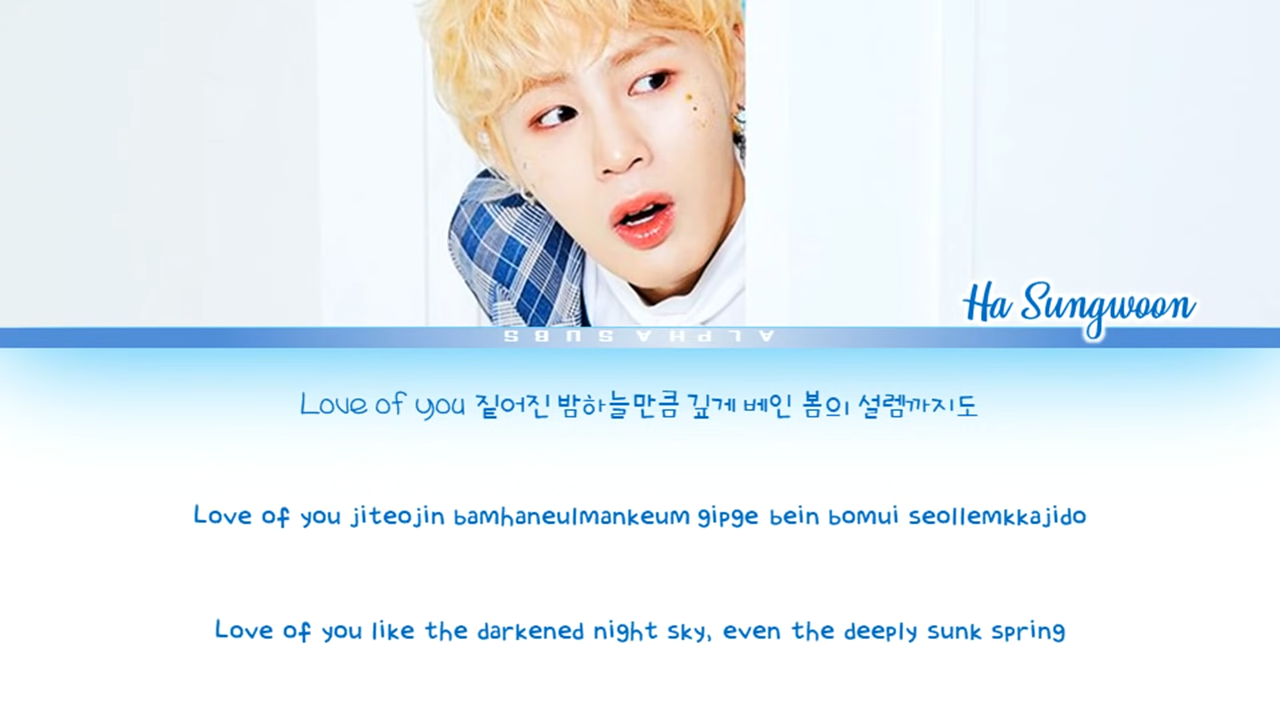 Ha Sungwoon
ALPHA SUBS
Love of you 짙어진 밤하늘만큼 깊게 베인 봄의 설렘까지도
Love of you jiteojin bamhaneulmankeum gipge bein bomui seollemkkajido
Love of you like the darkened night sky, even the deeply sunk spring